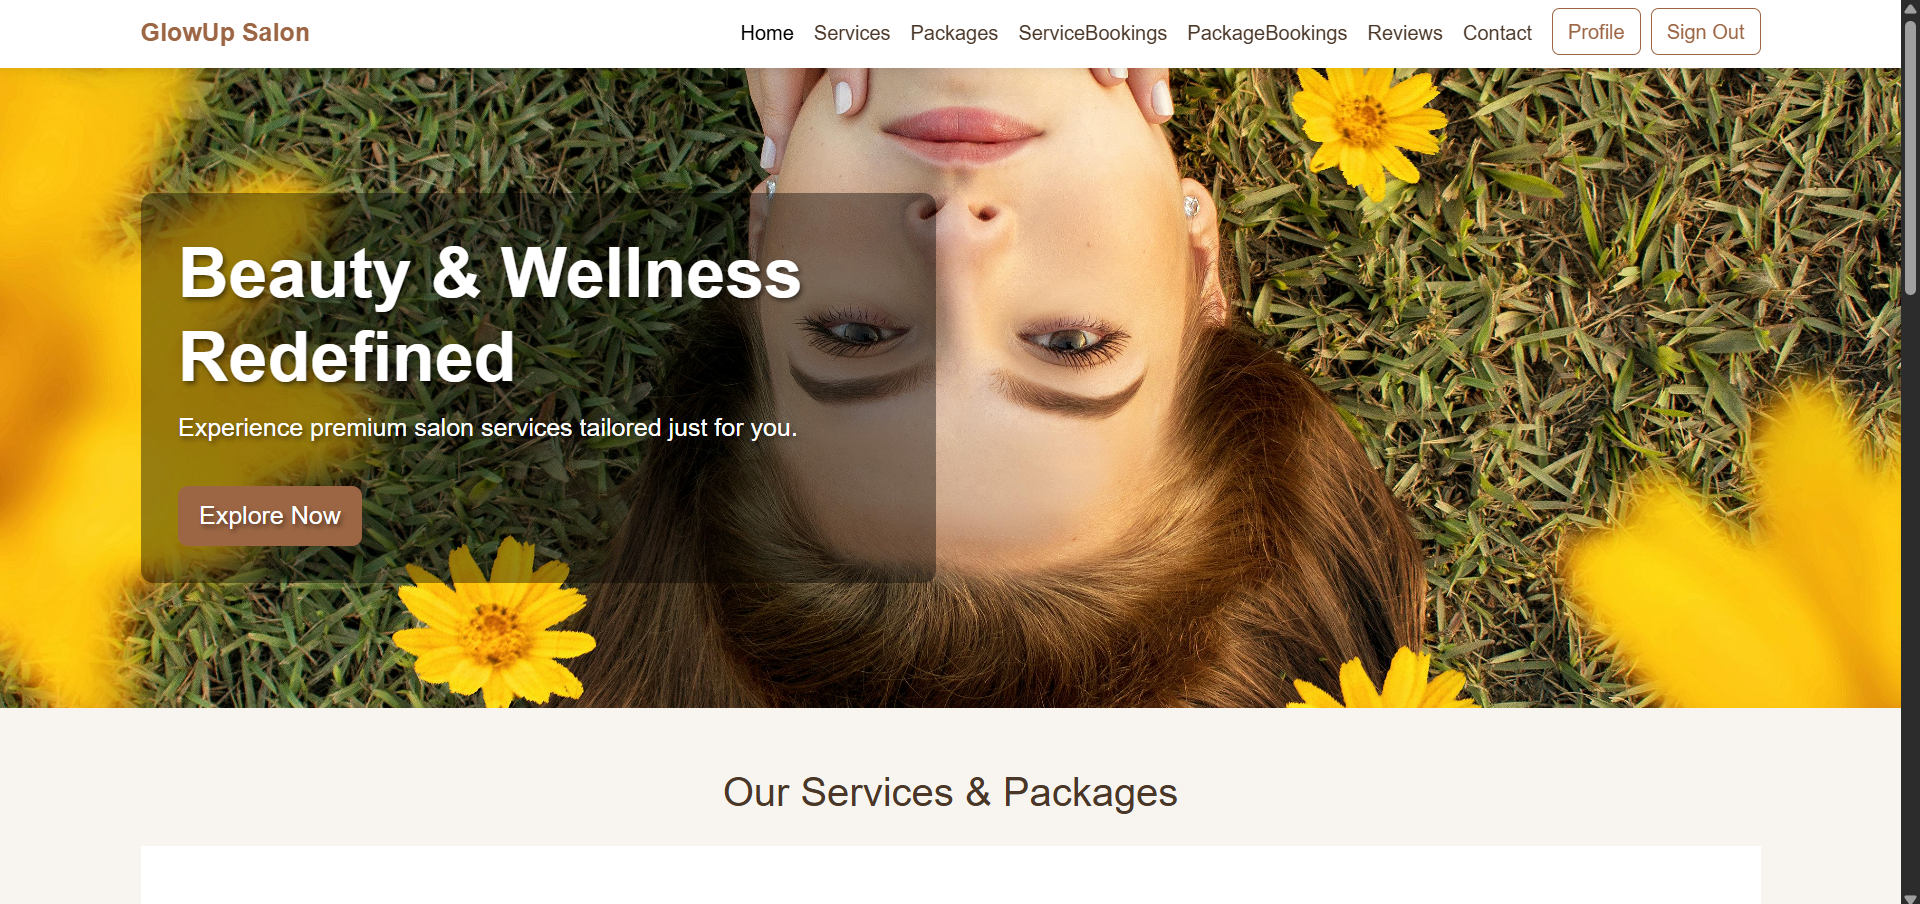 GlowUp Salon
Home Services Packages ServiceBookings PackageBookings Reviews Contact Profile Sign Out
Beauty & Wellness
Redefined
Experience premium salon services tailored just for you.
Explore Now
Our Services & Packages